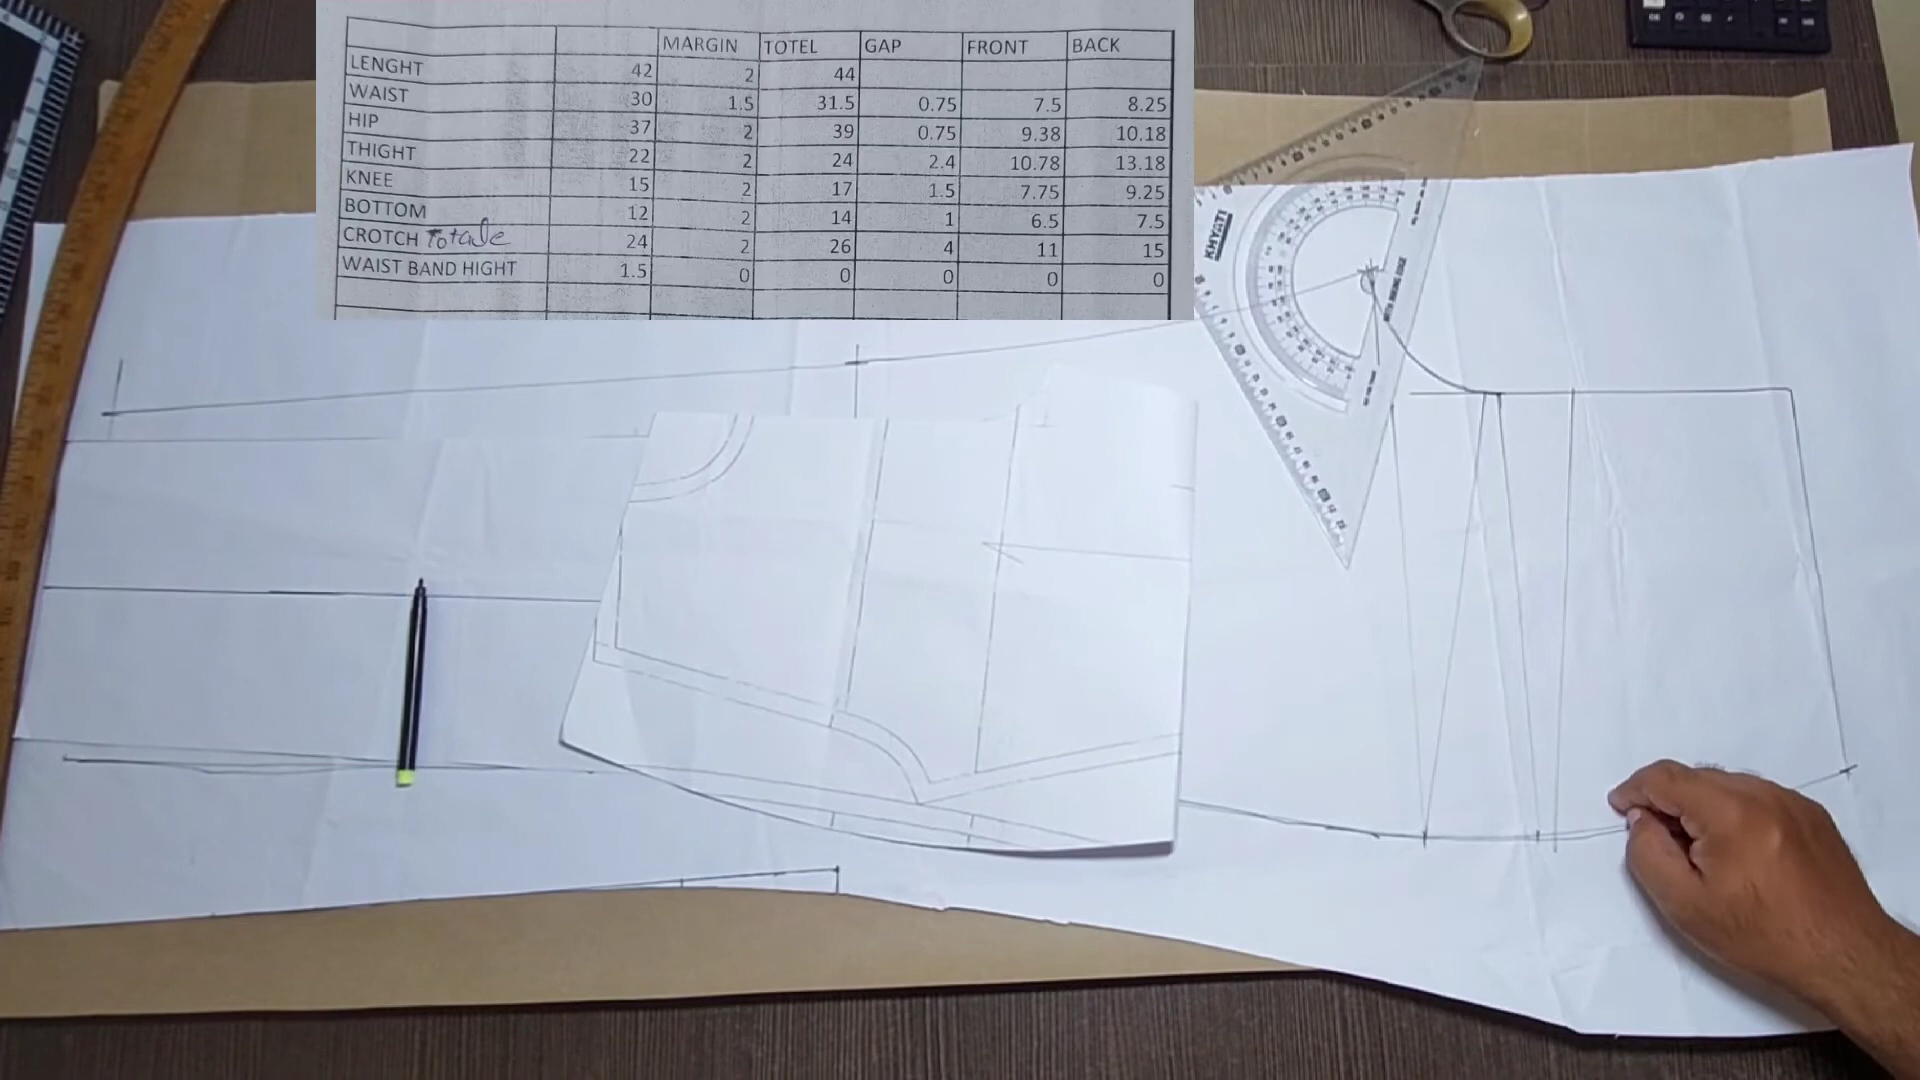 MARGIN TOTEL GAP FRONT BACK
LENGHT 42 2 44
WAIST 30 1.5 31.5 0.75 7.5 8.25
HIP 37 2 39 0.75 9.38 10.18
THIGHT 22 2 24 2.4 10.78 13.18
KNEE 15 2 17 1.5 7.75 9.25
BOTTOM 12 2 14 1 6.5 7.5
CROTCH Totale 24 2 26 4 11 15
WAIST BAND HIGHT 1.5 0 0 0 0 0
KHYATI